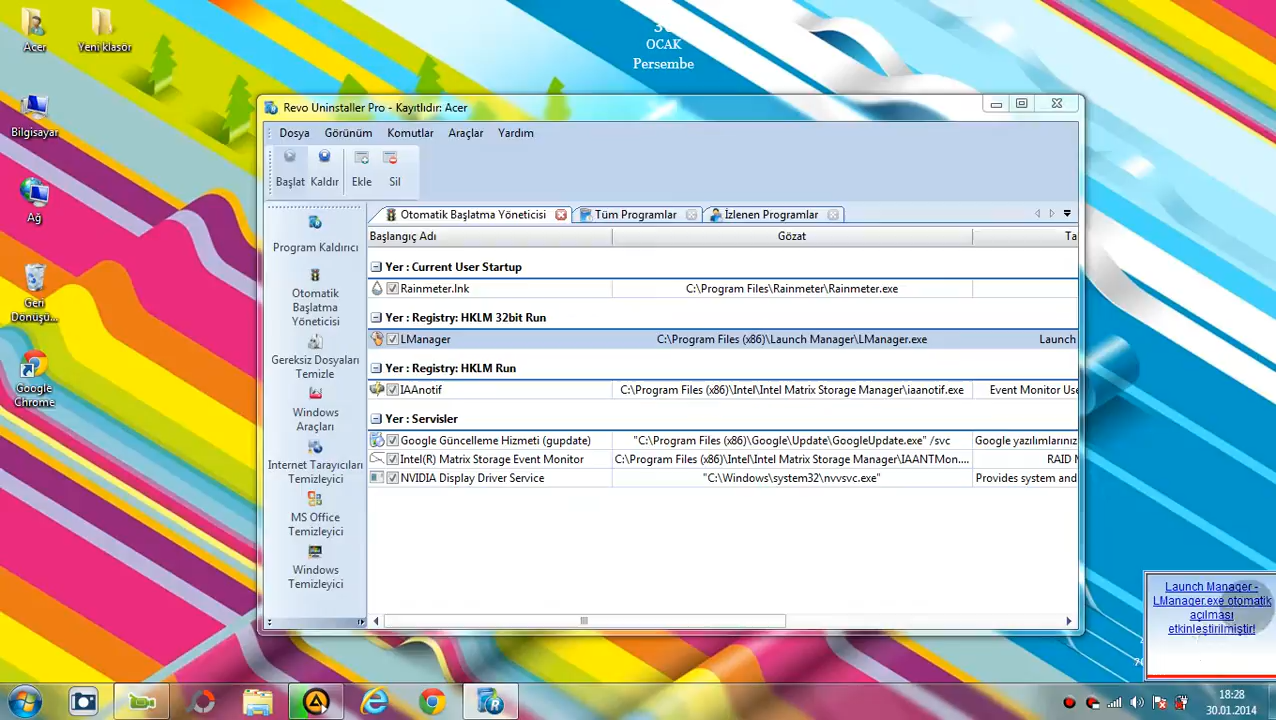 Acer
Yeni klasör
OCAK
Persembe
Bilgisayar
Ağ
Geri
Dönüşü...
Google
Chrome
Revo Uninstaller Pro - Kayıtlıdır: Acer
Dosya Görünüm Komutlar Araçlar Yardım
Başlat Kaldır Ekle Sil
Program Kaldırıcı
Otomatik
Başlatma
Yöneticisi
Gereksiz Dosyaları
Temizle
Windows
Araçları
Internet Tarayıcıları
Temizleyici
MS Office
Temizleyici
Windows
Temizleyici
Otomatik Başlatma Yöneticisi Tüm Programlar İzlenen Programlar
Başlangıç Adı Gözat Ta
Yer : Current User Startup
Rainmeter.lnk C:\Program Files\Rainmeter\Rainmeter.exe
Yer : Registry: HKLM 32bit Run
LManager C:\Program Files (x86)\Launch Manager\LManager.exe Launch
Yer : Registry: HKLM Run
IAAnotif C:\Program Files (x86)\Intel\Intel Matrix Storage Manager\iaanotif.exe Event Monitor Use
Yer : Servisler
Google Güncelleme Hizmeti (gupdate) "C:\Program Files (x86)\Google\Update\GoogleUpdate.exe" /svc Google yazılımlarınız
Intel(R) Matrix Storage Event Monitor C:\Program Files (x86)\Intel\Intel Matrix Storage Manager\IAANTMon.... RAID M
NVIDIA Display Driver Service "C:\Windows\system32\nvvsvc.exe" Provides system and
Launch Manager -
LManager.exe otomatik
açılması
etkinleştirilmiştir!
18:28
30.01.2014